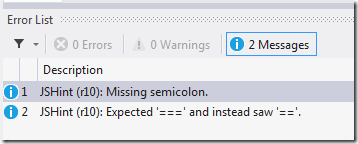 Error List
0 Errors
0 Warnings
2 Messages
Description
1 JSHint (r10): Missing semicolon.
2 JSHint (r10): Expected '===' and instead saw '=='.